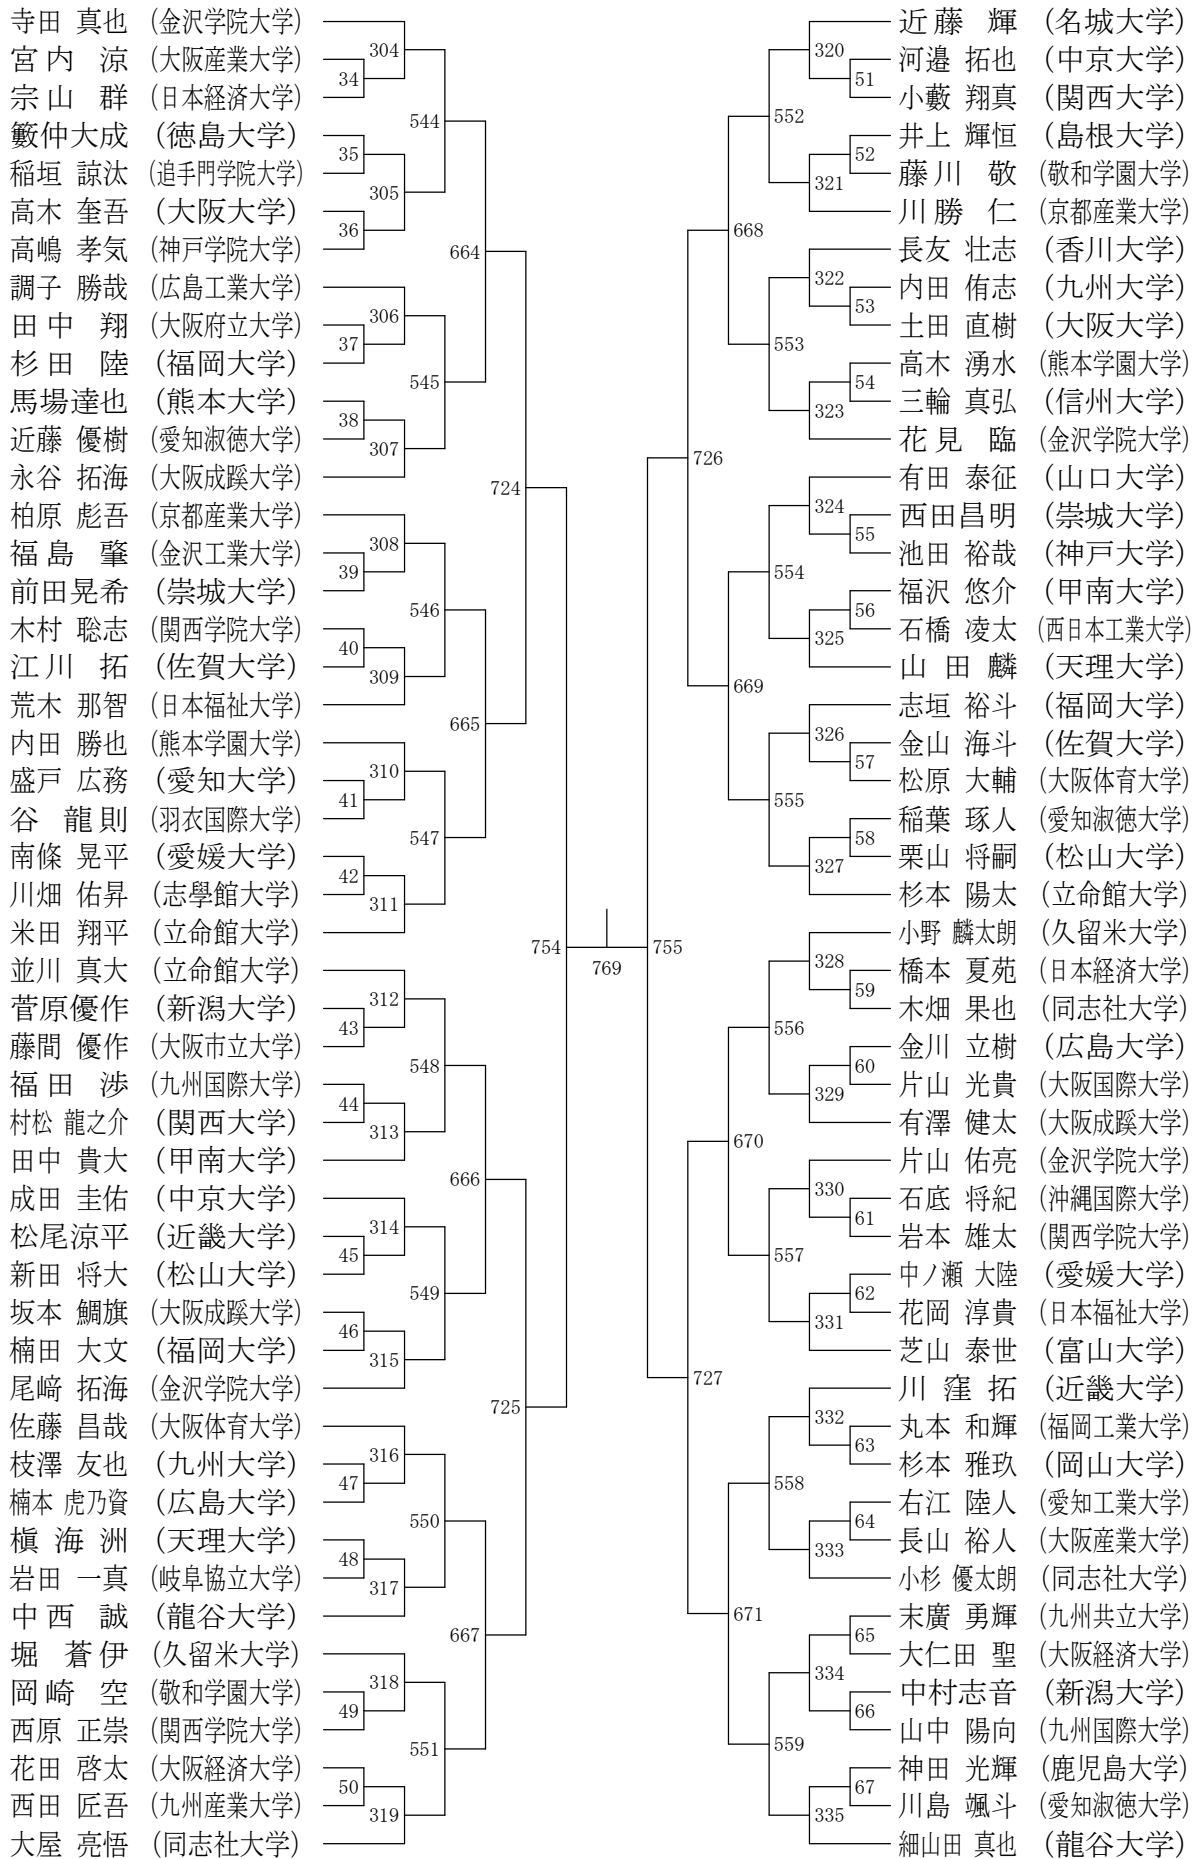 寺田 真也 (金沢学院大学)
宮内 涼 (大阪産業大学)
宗山 群 (日本経済大学)
籔仲大成 (徳島大学)
稲垣 諒汰 (追手門学院大学)
高木 奎吾 (大阪大学)
高嶋 孝気 (神戸学院大学)
調子 勝哉 (広島工業大学)
田中 翔 (大阪府立大学)
杉田 陸 (福岡大学)
馬場達也 (熊本大学)
近藤 優樹 (愛知淑徳大学)
永谷 拓海 (大阪成蹊大学)
柏原 彪吾 (京都産業大学)
福島 肇 (金沢工業大学)
前田晃希 (崇城大学)
木村 聡志 (関西学院大学)
江川 拓 (佐賀大学)
荒木 那智 (日本福祉大学)
内田 勝也 (熊本学園大学)
盛戸 広務 (愛知大学)
谷 龍則 (羽衣国際大学)
南條 晃平 (愛媛大学)
川畑 佑昇 (志學館大学)
米田 翔平 (立命館大学)
並川 真大 (立命館大学)
菅原優作 (新潟大学)
藤間 優作 (大阪市立大学)
福田 渉 (九州国際大学)
村松 龍之介 (関西大学)
田中 貴大 (甲南大学)
成田 圭佑 (中京大学)
松尾涼平 (近畿大学)
新田 将大 (松山大学)
坂本 鯛旗 (大阪成蹊大学)
楠田 大文 (福岡大学)
尾﨑 拓海 (金沢学院大学)
佐藤 昌哉 (大阪体育大学)
枝澤 友也 (九州大学)
楠本 虎乃資 (広島大学)
槇 海洲 (天理大学)
岩田 一真 (岐阜協立大学)
中西 誠 (龍谷大学)
堀 蒼伊 (久留米大学)
岡崎 空 (敬和学園大学)
西原 正崇 (関西学院大学)
花田 啓太 (大阪経済大学)
西田 匠吾 (九州産業大学)
大屋 亮悟 (同志社大学)
34
35
36
37
38
39
40
41
42
43
44
45
46
47
48
49
50
304
305
306
307
308
309
310
311
312
313
314
315
316
317
318
319
544
545
546
547
548
549
550
551
664
665
666
667
724
725
754
769
755
726
727
668
669
670
671
552
553
554
555
556
557
558
559
320
321
322
323
324
325
326
327
328
329
330
331
332
333
334
335
51
52
53
54
55
56
57
58
59
60
61
62
63
64
65
66
67
近藤 輝 (名城大学)
河邉 拓也 (中京大学)
小藪 翔真 (関西大学)
井上 輝恒 (島根大学)
藤川 敬 (敬和学園大学)
川勝 仁 (京都産業大学)
長友 壮志 (香川大学)
内田 侑志 (九州大学)
土田 直樹 (大阪大学)
高木 湧水 (熊本学園大学)
三輪 真弘 (信州大学)
花見 臨 (金沢学院大学)
有田 泰征 (山口大学)
西田昌明 (崇城大学)
池田 裕哉 (神戸大学)
福沢 悠介 (甲南大学)
石橋 凌太 (西日本工業大学)
山田麟 (天理大学)
志垣 裕斗 (福岡大学)
金山 海斗 (佐賀大学)
松原 大輔 (大阪体育大学)
稲葉 琢人 (愛知淑徳大学)
栗山 将嗣 (松山大学)
杉本 陽太 (立命館大学)
小野 麟太朗 (久留米大学)
橋本 夏苑 (日本経済大学)
木畑 果也 (同志社大学)
金川 立樹 (広島大学)
片山 光貴 (大阪国際大学)
有澤 健太 (大阪成蹊大学)
片山 佑亮 (金沢学院大学)
石底 将紀 (沖縄国際大学)
岩本 雄太 (関西学院大学)
中ノ瀬 大陸 (愛媛大学)
花岡 淳貴 (日本福祉大学)
芝山 泰世 (富山大学)
川窪拓 (近畿大学)
丸本 和輝 (福岡工業大学)
杉本 雅玖 (岡山大学)
右江 陸人 (愛知工業大学)
長山 裕人 (大阪産業大学)
小杉 優太朗 (同志社大学)
末廣 勇輝 (九州共立大学)
大仁田 聖 (大阪経済大学)
中村志音 (新潟大学)
山中 陽向 (九州国際大学)
神田 光輝 (鹿児島大学)
川島 颯斗 (愛知淑徳大学)
細山田 真也 (龍谷大学)